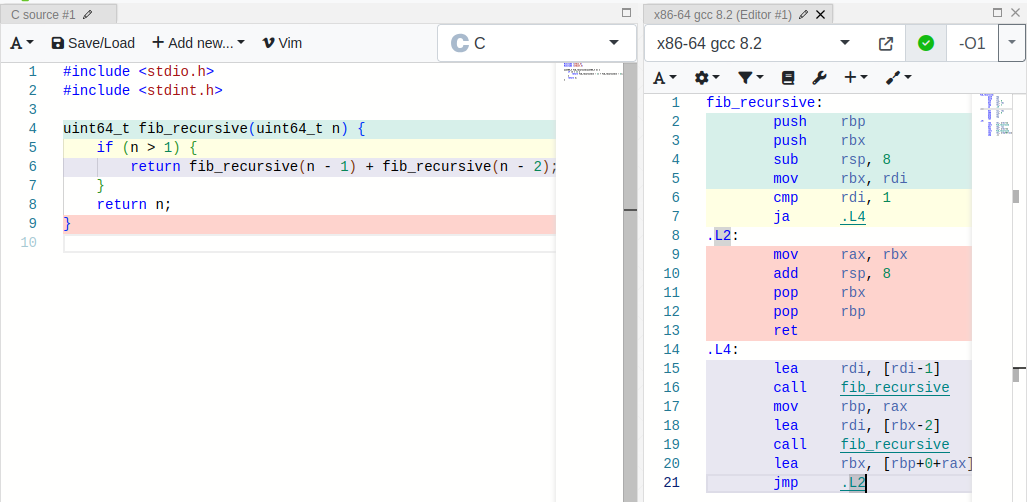 C source #1
A Save/Load + Add new... Vim C
1 #include <stdio.h>
2 #include <stdint.h>
3
4 uint64_t fib_recursive(uint64_t n) {
5 if (n > 1) {
6 return fib_recursive(n - 1) + fib_recursive(n - 2);
7 }
8 return n;
9 }
10
x86-64 gcc 8.2 (Editor #1)
x86-64 gcc 8.2 -O1
A
1 fib_recursive:
2 push rbp
3 push rbx
4 sub rsp, 8
5 mov rbx, rdi
6 cmp rdi, 1
7 ja .L4
8 .L2:
9 mov rax, rbx
10 add rsp, 8
11 pop rbx
12 pop rbp
13 ret
14 .L4:
15 lea rdi, [rdi-1]
16 call fib_recursive
17 mov rbp, rax
18 lea rdi, [rbx-2]
19 call fib_recursive
20 lea rbx, [rbp+0+rax]
21 jmp .L2